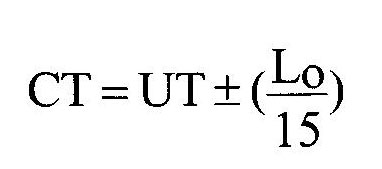 CT = UT ± (Lo/15)